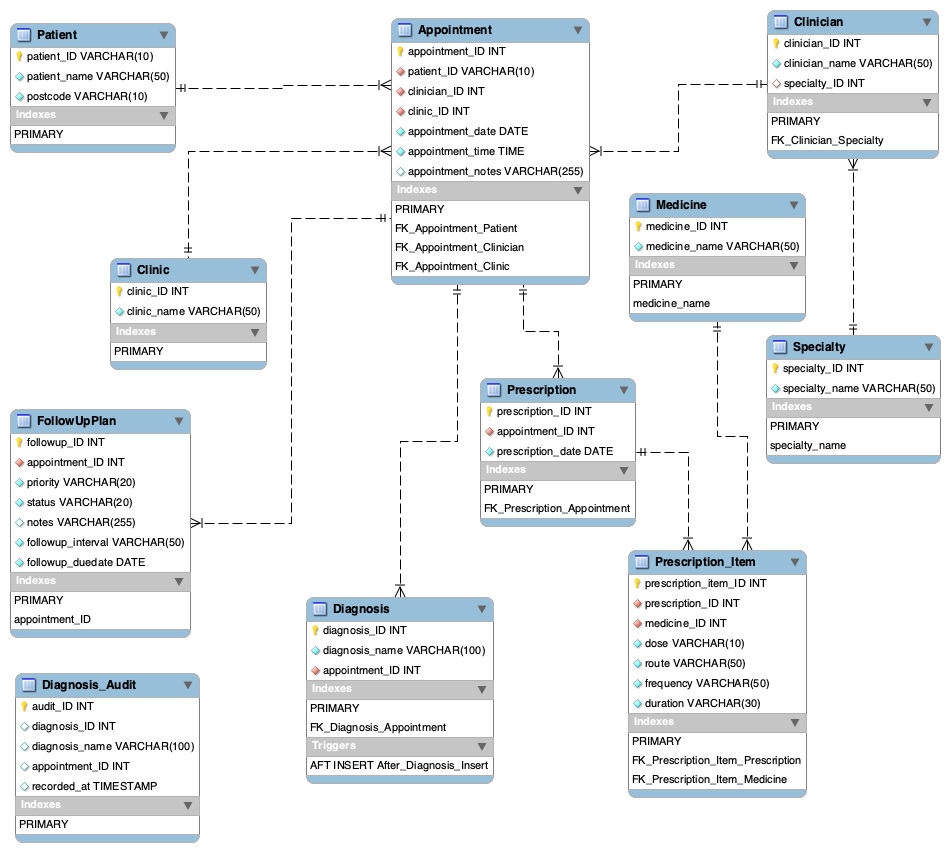 Patient
patient_ID VARCHAR(10)
patient_name VARCHAR(50)
postcode VARCHAR(10)
Indexes
PRIMARY
Appointment
appointment_ID INT
patient_ID VARCHAR(10)
clinician_ID INT
clinic_ID INT
appointment_date DATE
appointment_time TIME
appointment_notes VARCHAR(255)
Indexes
PRIMARY
FK_Appointment_Patient
FK_Appointment_Clinician
FK_Appointment_Clinic
Clinician
clinician_ID INT
clinician_name VARCHAR(50)
specialty_ID INT
Indexes
PRIMARY
FK_Clinician_Specialty
Medicine
medicine_ID INT
medicine_name VARCHAR(50)
Indexes
PRIMARY
medicine_name
Clinic
clinic_ID INT
clinic_name VARCHAR(50)
Indexes
PRIMARY
Specialty
specialty_ID INT
specialty_name VARCHAR(50)
Indexes
PRIMARY
specialty_name
Prescription
prescription_ID INT
appointment_ID INT
prescription_date DATE
Indexes
PRIMARY
FK_Prescription_Appointment
FollowUpPlan
followup_ID INT
appointment_ID INT
priority VARCHAR(20)
status VARCHAR(20)
notes VARCHAR(255)
followup_interval VARCHAR(50)
followup_duedate DATE
Indexes
PRIMARY
appointment_ID
Prescription_Item
prescription_item_ID INT
prescription_ID INT
medicine_ID INT
dose VARCHAR(10)
route VARCHAR(50)
frequency VARCHAR(50)
duration VARCHAR(30)
Indexes
PRIMARY
FK_Prescription_Item_Prescription
FK_Prescription_Item_Medicine
Diagnosis
diagnosis_ID INT
diagnosis_name VARCHAR(100)
appointment_ID INT
Indexes
PRIMARY
FK_Diagnosis_Appointment
Triggers
AFT INSERT After_Diagnosis_Insert
Diagnosis_Audit
audit_ID INT
diagnosis_ID INT
diagnosis_name VARCHAR(100)
appointment_ID INT
recorded_at TIMESTAMP
Indexes
PRIMARY